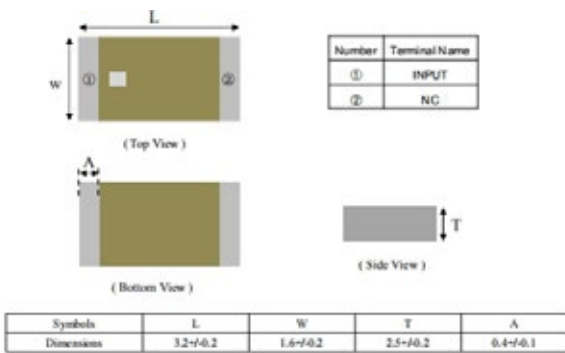 L
W
①
②
( Top View )
Number Terminal Name
① INPUT
② NC
A
( Bottom View )
T
( Side View )
Symbols L W T A
Dimensions 3.2+/-0.2 1.6+/-0.2 2.5+/-0.2 0.4+/-0.1